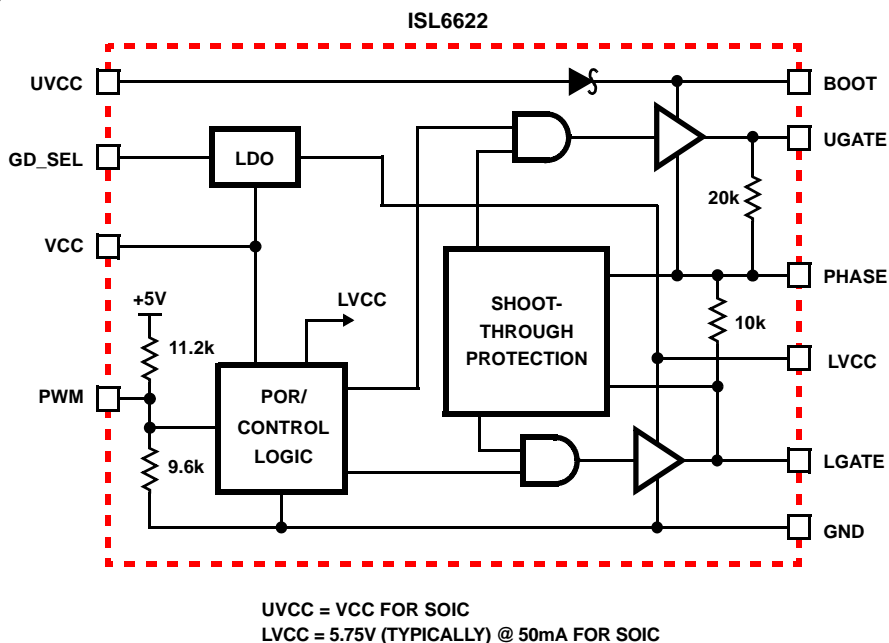 ISL6622
UVCC
BOOT
GD_SEL
LDO
UGATE
20k
VCC
PHASE
+5V
LVCC
SHOOT-
THROUGH
PROTECTION
10k
11.2k
LVCC
PWM
POR/
CONTROL
LOGIC
9.6k
LGATE
GND
UVCC = VCC FOR SOIC
LVCC = 5.75V (TYPICALLY) @ 50mA FOR SOIC